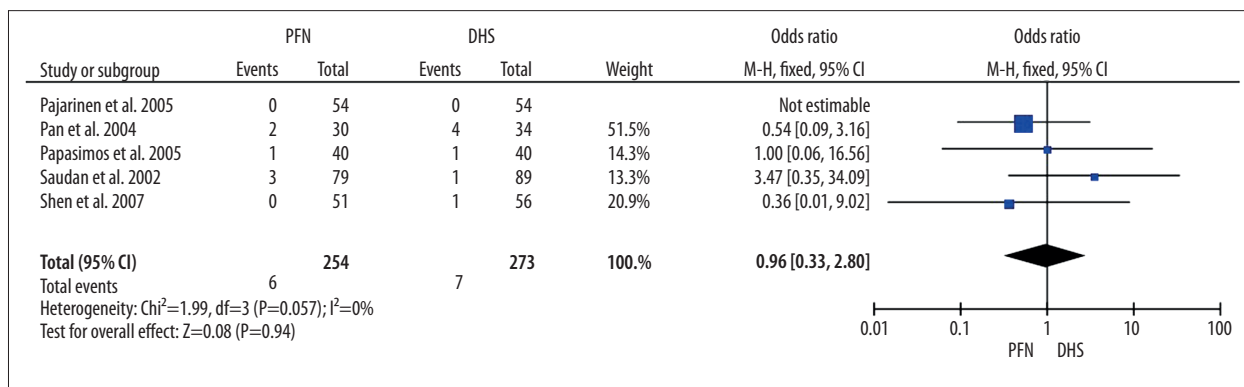 PFN DHS Odds ratio Odds ratio
Study or subgroup Events Total Events Total Weight M-H, fixed, 95% CI M-H, fixed, 95% CI
Pajarinen et al. 2005 0 54 0 54 Not estimable
Pan et al. 2004 2 30 4 34 51.5% 0.54 [0.09, 3.16]
Papasimos et al. 2005 1 40 1 40 14.3% 1.00 [0.06, 16.56]
Saudan et al. 2002 3 79 1 89 13.3% 3.47 [0.35, 34.09]
Shen et al. 2007 0 51 1 56 20.9% 0.36 [0.01, 9.02]
Total (95% CI) 254 273 100.% 0.96 [0.33, 2.80]
Total events 6 7
Heterogeneity: Chi²=1.99, df=3 (P=0.057); I²=0%
Test for overall effect: Z=0.08 (P=0.94)
0.01 0.1 1 10 100
PFN DHS